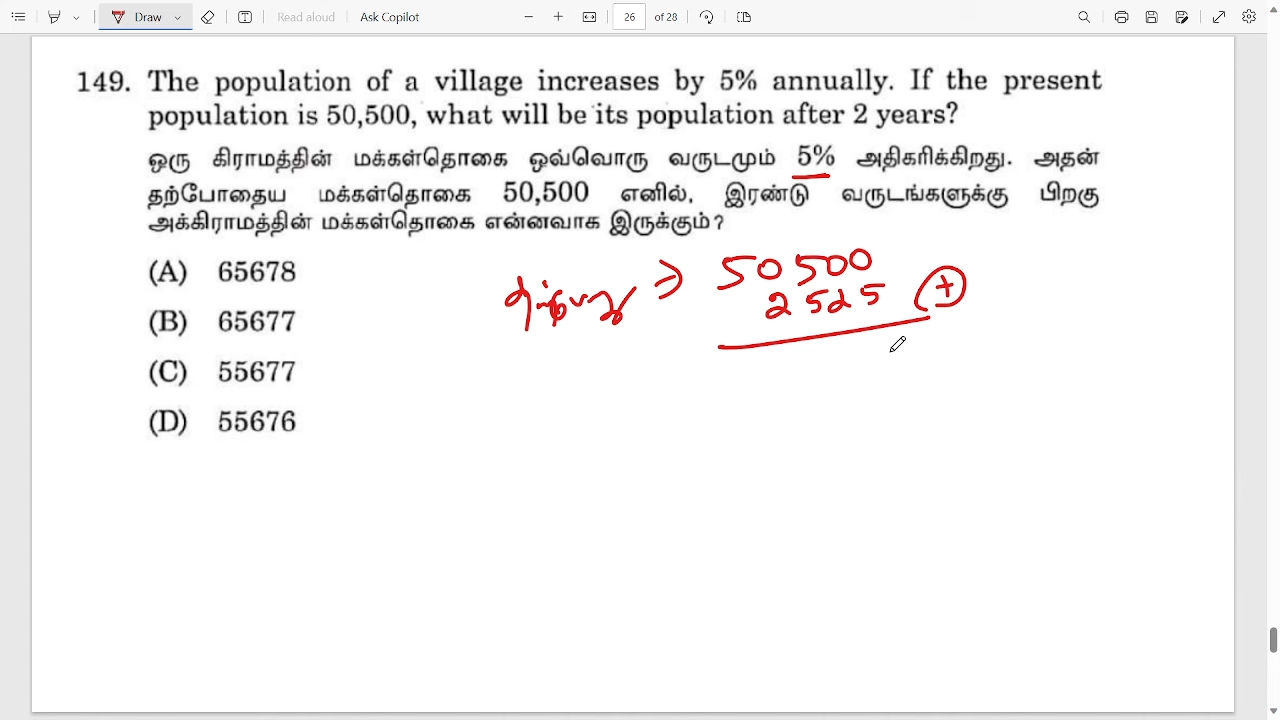 Draw
Read aloud
Ask Copilot
26
of 28
149. The population of a village increases by 5% annually. If the present
population is 50,500, what will be its population after 2 years?
ஒரு கிராமத்தின் மக்கள்தொகை ஒவ்வொரு வருடமும் 5% அதிகரிக்கிறது. அதன்
தற்போதைய மக்கள்தொகை 50,500 எனில், இரண்டு வருடங்களுக்கு பிறகு
அக்கிராமத்தின் மக்கள்தொகை என்னவாக இருக்கும்?
(A) 65678
(B) 65677
(C) 55677
(D) 55676
⇒ 50500
2525 (+)